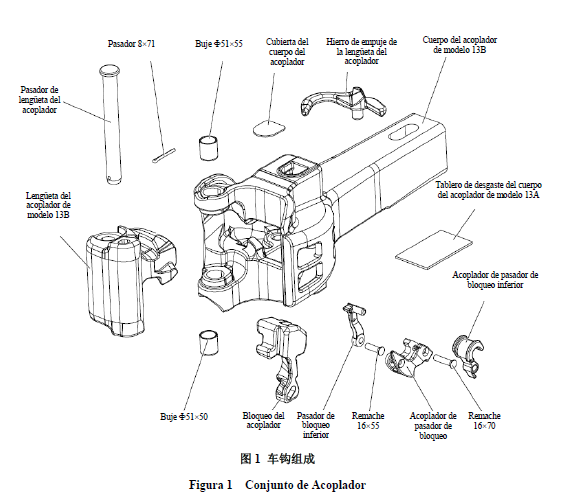 Pasador 8×71
Buje Φ51×55
Cubierta del
cuerpo del
acoplador
Hierro de empuje de
la lengüeta del
acoplador
Cuerpo del acoplador
de modelo 13B
Pasador de
lengüeta del
acoplador
Lengüeta del
acoplador de
modelo 13B
Tablero de desgaste del cuerpo
del acoplador de modelo 13A
Acoplador de pasador de
bloqueo inferior
Buje Φ51×50
Bloqueo del
acoplador
Pasador de
bloqueo
inferior
Remache
16×55
Acoplador de
pasador de
bloqueo
Remache
16×70
图 1 车钩组成
Figura 1 Conjunto de Acoplador